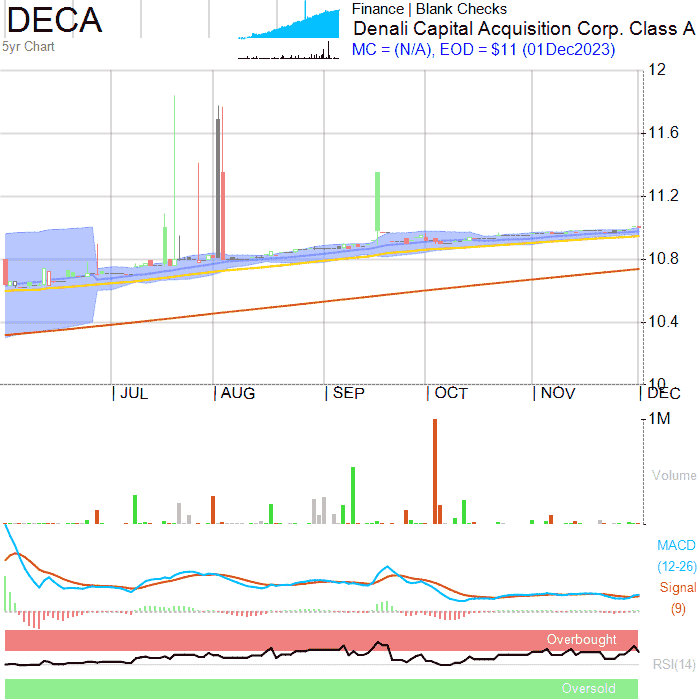 DECA
5yr Chart
Finance | Blank Checks
Denali Capital Acquisition Corp. Class A
MC = (N/A), EOD = $11 (01Dec2023)
12
11.6
11.2
10.8
10.4
10
| JUL | AUG | SEP | OCT | NOV | DEC
1M
Volume
MACD
(12-26)
Signal
(9)
Overbought
RSI(14)
Oversold